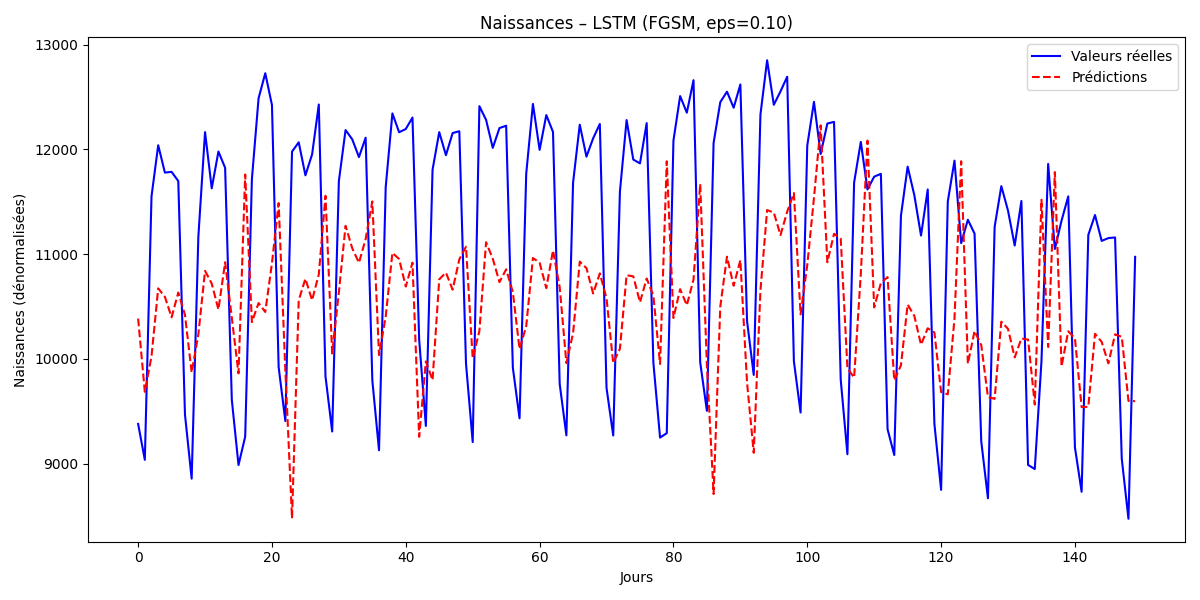 Naissances – LSTM (FGSM, eps=0.10)
Valeurs réelles
Prédictions
Naissances (dénormalisées)
13000
12000
11000
10000
9000
0 20 40 60 80 100 120 140
Jours